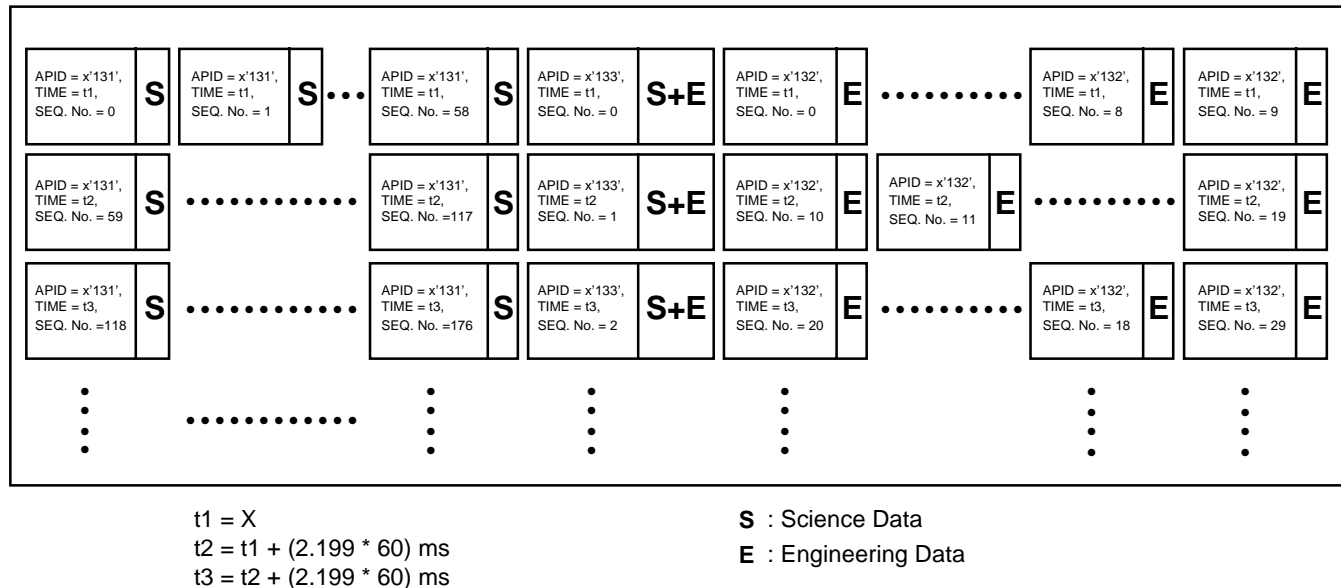 APID = x'131',
TIME = t1,
SEQ. No. = 0
S
APID = x'131',
TIME = t1,
SEQ. No. = 1
S
APID = x'131',
TIME = t1,
SEQ. No. = 58
S
APID = x'133',
TIME = t1,
SEQ. No. = 0
S+E
APID = x'132',
TIME = t1,
SEQ. No. = 0
E
APID = x'132',
TIME = t1,
SEQ. No. = 8
E
APID = x'132',
TIME = t1,
SEQ. No. = 9
E
APID = x'131',
TIME = t2,
SEQ. No. = 59
S
APID = x'131',
TIME = t2,
SEQ. No. =117
S
APID = x'133',
TIME = t2
SEQ. No. = 1
S+E
APID = x'132',
TIME = t2,
SEQ. No. = 10
E
APID = x'132',
TIME = t2,
SEQ. No. = 11
E
APID = x'132',
TIME = t2,
SEQ. No. = 19
E
APID = x'131',
TIME = t3,
SEQ. No. =118
S
APID = x'131',
TIME = t3,
SEQ. No. =176
S
APID = x'133',
TIME = t3,
SEQ. No. = 2
S+E
APID = x'132',
TIME = t3,
SEQ. No. = 20
E
APID = x'132',
TIME = t3,
SEQ. No. = 18
E
APID = x'132',
TIME = t3,
SEQ. No. = 29
E
t1 = X
t2 = t1 + (2.199 * 60) ms
t3 = t2 + (2.199 * 60) ms
S : Science Data
E : Engineering Data